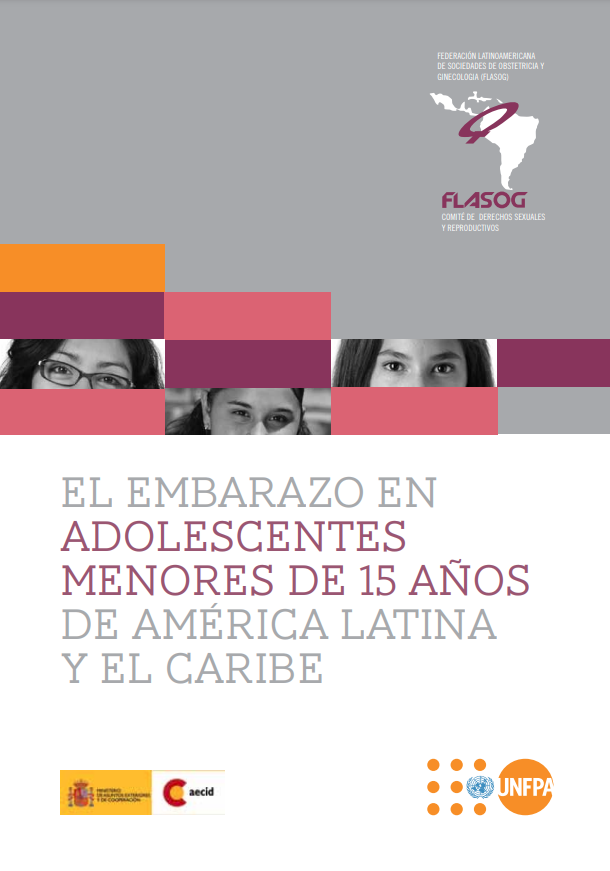 FEDERACIÓN LATINOAMERICANA
DE SOCIEDADES DE OBSTETRICIA Y
GINECOLOGIA (FLASOG)
FLASOG
COMITÉ DE DERECHOS SEXUALES
Y REPRODUCTIVOS
EL EMBARAZO EN
ADOLESCENTES
MENORES DE 15 AÑOS
DE AMÉRICA LATINA
Y EL CARIBE
MINISTERIO
DE ASUNTOS EXTERIORES
Y DE COOPERACIÓN
aecid
UNFPA